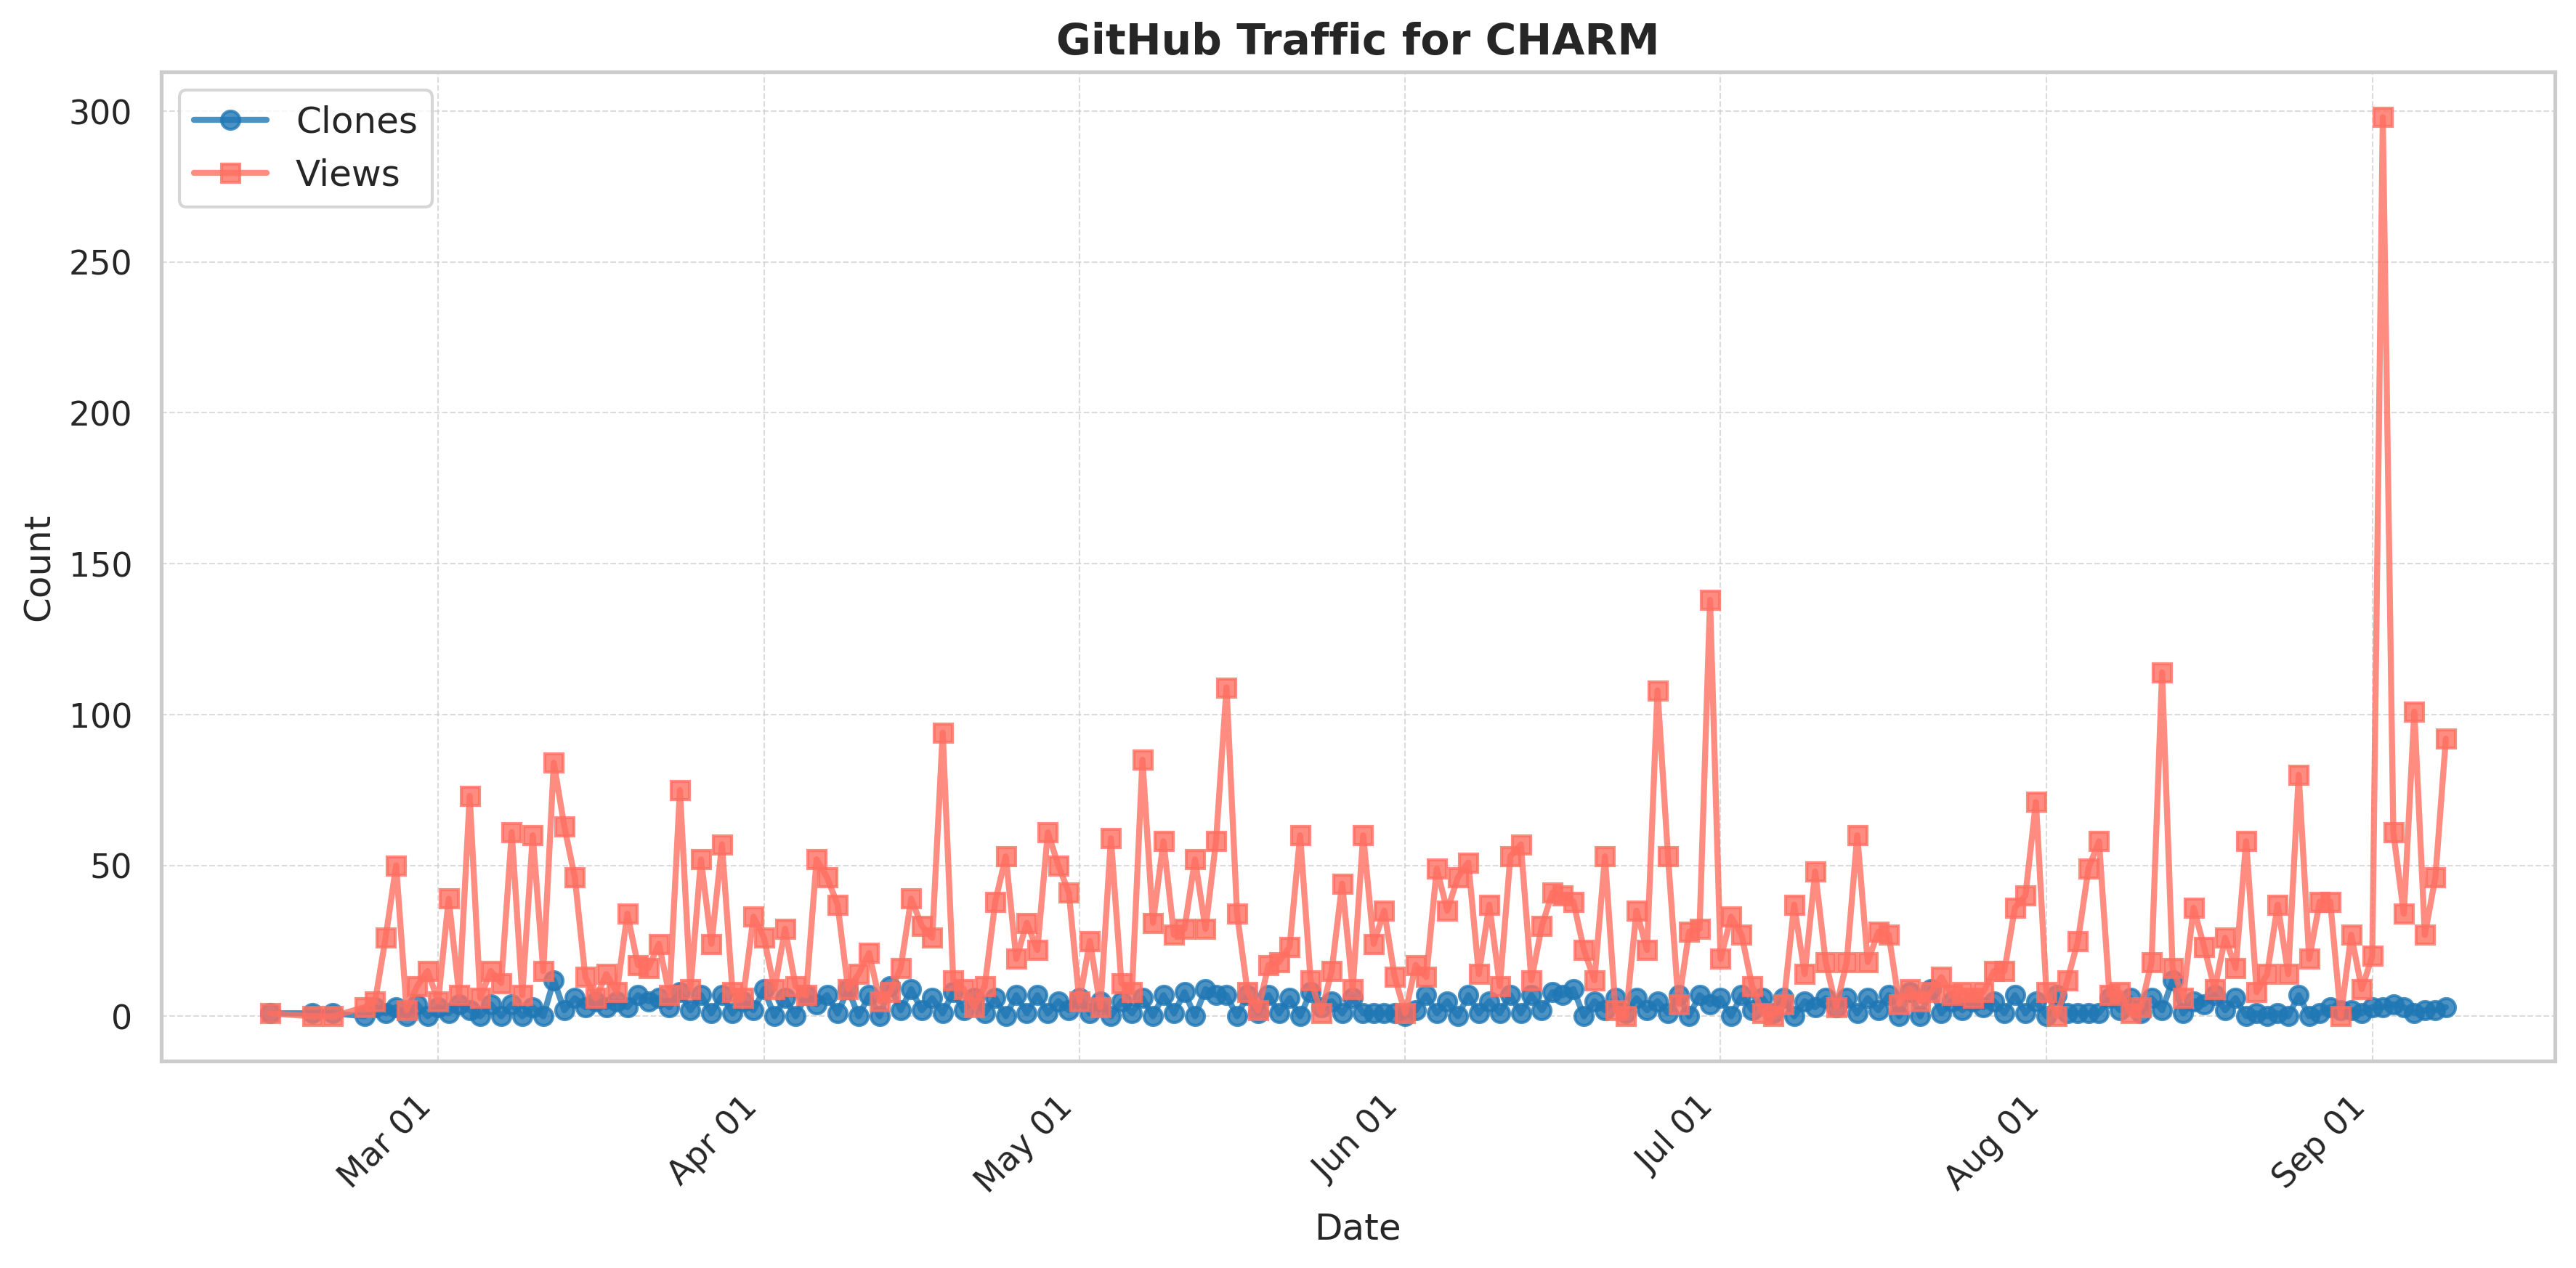 GitHub Traffic for CHARM
Clones
Views
300
250
200
150
100
50
0
Count
Mar 01
Apr 01
May 01
Jun 01
Jul 01
Aug 01
Sep 01
Date